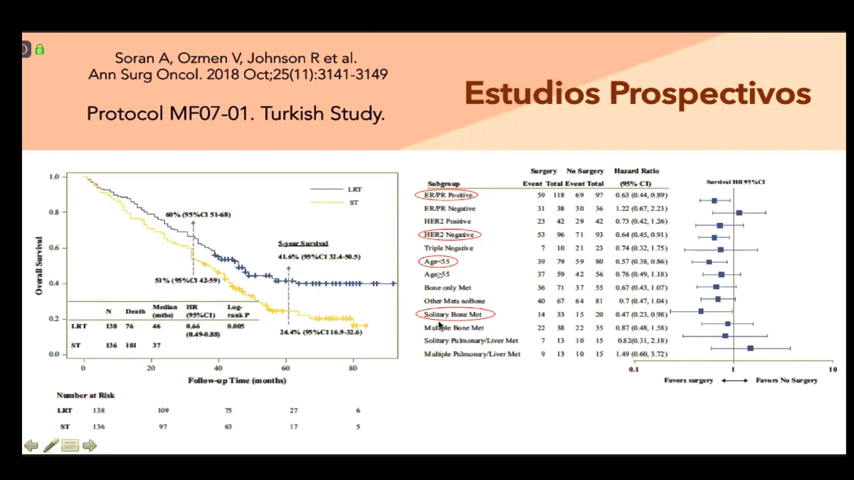 Soran A, Ozmen V, Johnson R et al.
Ann Surg Oncol. 2018 Oct;25(11):3141-3149
Protocol MF07-01. Turkish Study.
Estudios Prospectivos
Overall Survival
1.0
0.8
0.6
0.4
0.2
0.0
LRT
ST
60% (95%CI 51-68)
51% (95%CI 42-59)
5-year Survival
41.6% (95%CI 32.4-50.5)
24.4% (95%CI 16.9-32.6)
N Death Median (mths) HR (95%CI) Log-rank P
LRT 138 76 46 0.66 (0.49-0.88) 0.005
ST 136 101 37
0 20 40 60 80
Follow-up Time (months)
Number at Risk
LRT 138 109 75 27 6
ST 136 97 63 17 5
Surgery No Surgery Hazard Ratio
Subgroup Event Total Event Total (95% CI) Survival HR 95%CI
ER/PR Positive 59 118 69 97 0.63 (0.44, 0.89)
ER/PR Negative 31 38 30 36 1.22 (0.67, 2.23)
HER2 Positive 23 42 29 42 0.73 (0.42, 1.26)
HER2 Negative 53 96 71 93 0.64 (0.45, 0.91)
Triple Negative 7 10 21 23 0.74 (0.32, 1.75)
Age<55 39 79 59 80 0.57 (0.38, 0.86)
Age≥55 37 59 42 56 0.76 (0.49, 1.18)
Bone only Met 36 71 37 55 0.67 (0.43, 1.07)
Other Mets noBone 40 67 64 81 0.7 (0.47, 1.04)
Solitary Bone Met 14 33 15 20 0.47 (0.23, 0.98)
Multiple Bone Met 22 38 22 35 0.87 (0.48, 1.58)
Solitary Pulmonary/Liver Met 7 13 10 15 0.82(0.31, 2.18)
Multiple Pulmonary/Liver Met 9 13 10 15 1.49 (0.60, 3.72)
0.1 1 10
Favors surgery Favors No Surgery